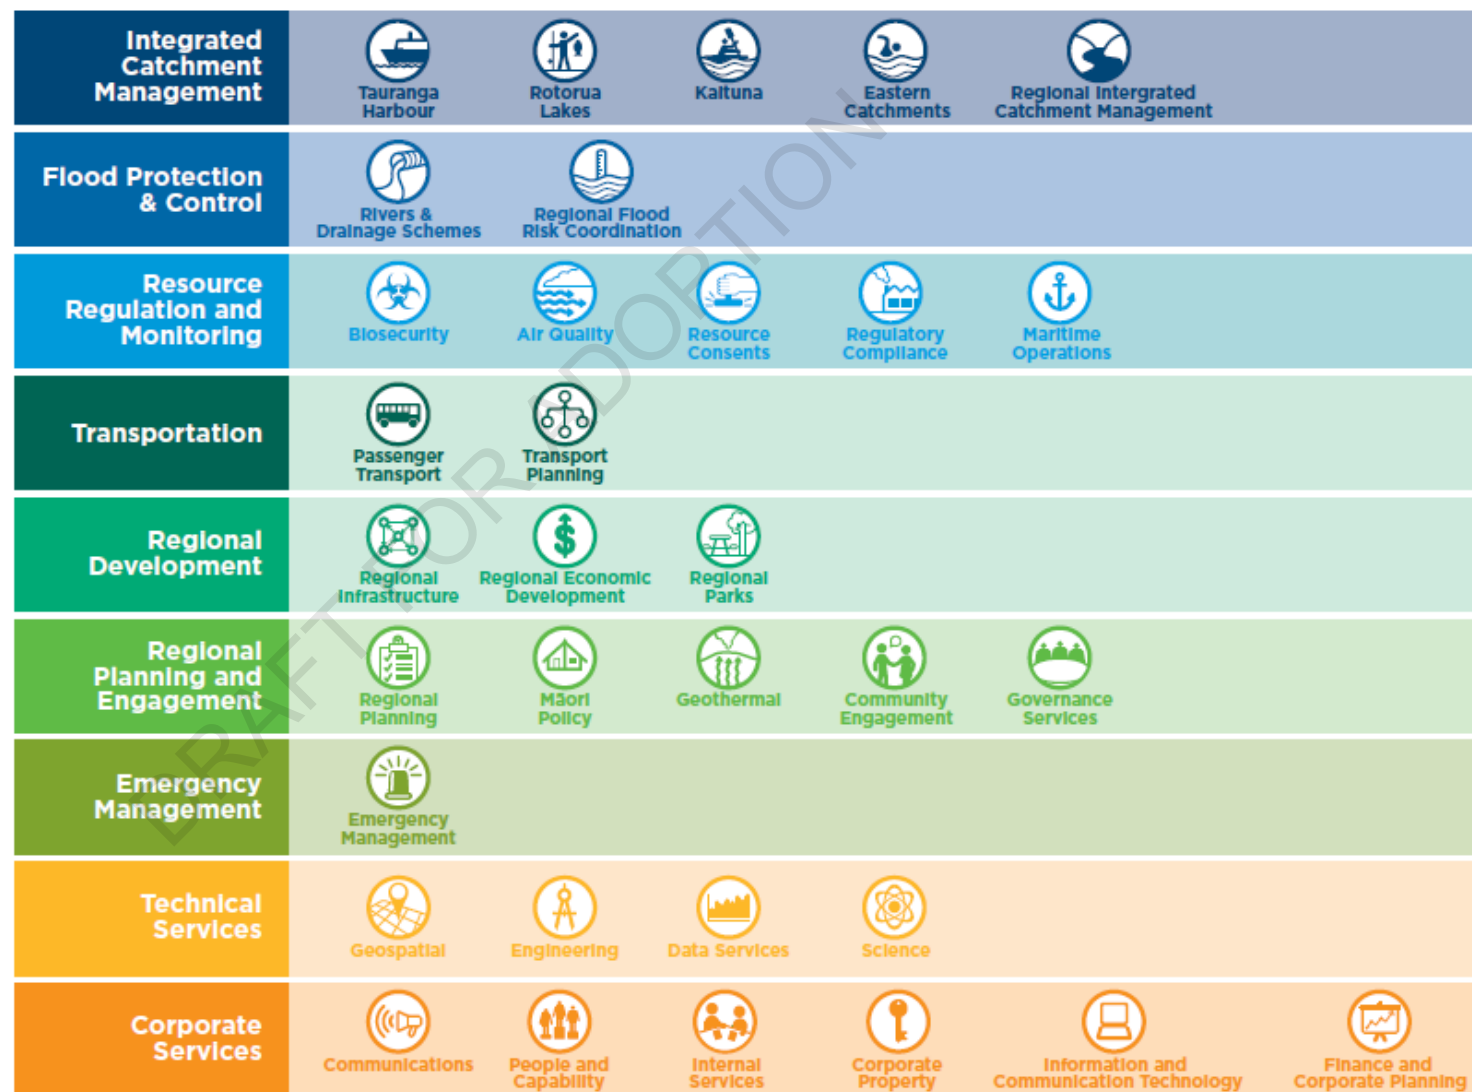 Integrated
Catchment
Management
Tauranga
Harbour
Rotorua
Lakes
Kaituna
Eastern
Catchments
Regional Intergrated
Catchment Management
Flood Protection
& Control
Rivers &
Drainage Schemes
Regional Flood
Risk Coordination
Resource
Regulation and
Monitoring
Biosecurity
Air Quality
Resource
Consents
Regulatory
Compliance
Maritime
Operations
Transportation
Passenger
Transport
Transport
Planning
Regional
Development
Regional
Infrastructure
Regional Economic
Development
Regional
Parks
Regional
Planning and
Engagement
Regional
Planning
Māori
Policy
Geothermal
Community
Engagement
Governance
Services
Emergency
Management
Emergency
Management
Technical
Services
Geospatial
Engineering
Data Services
Science
Corporate
Services
Communications
People and
Capability
Internal
Services
Corporate
Property
Information and
Communication Technology
Finance and
Corporate Planning
DRAFT FOR ADOPTION